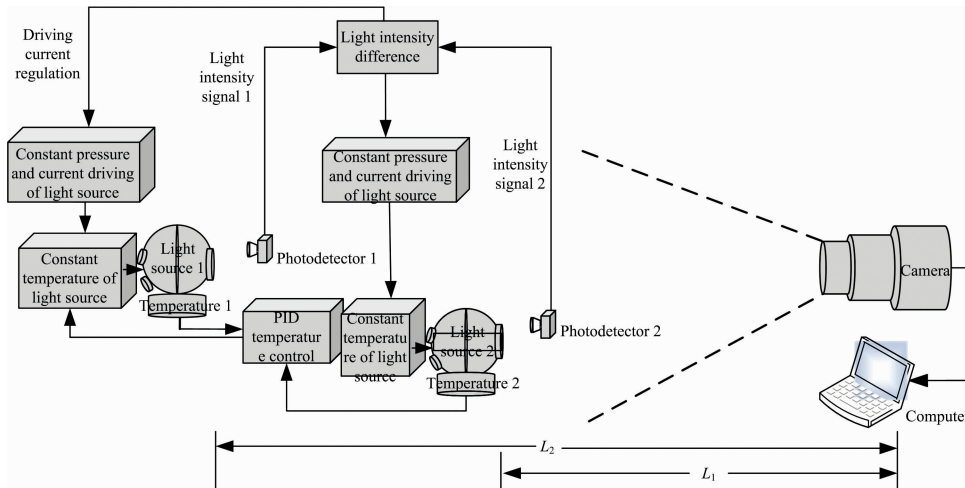 Driving
current
regulation
Light
intensity
signal 1
Light intensity
difference
Light
intensity
signal 2
Constant pressure
and current driving
of light source
Constant pressure
and current driving
of light source
Constant
temperature of
light source
Light
source 1
Temperature 1
Photodetector 1
PID
temperatur
e control
Constant
temperatu
re of light
source
Light
source 2
Temperature 2
Photodetector 2
Camera
Compute
L2
L1